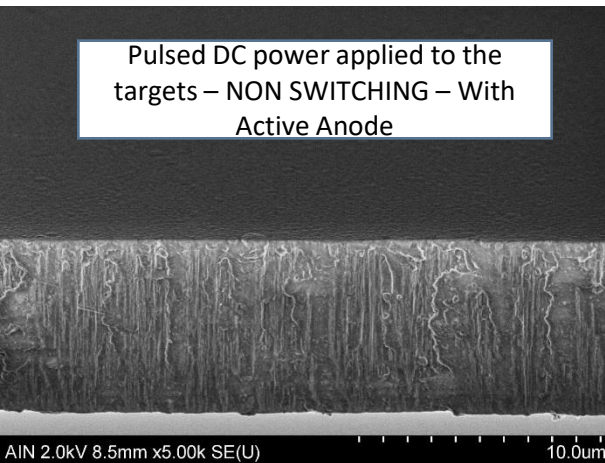 Pulsed DC power applied to the
targets – NON SWITCHING – With
Active Anode
AlN 2.0kV 8.5mm x5.00k SE(U)
10.0um